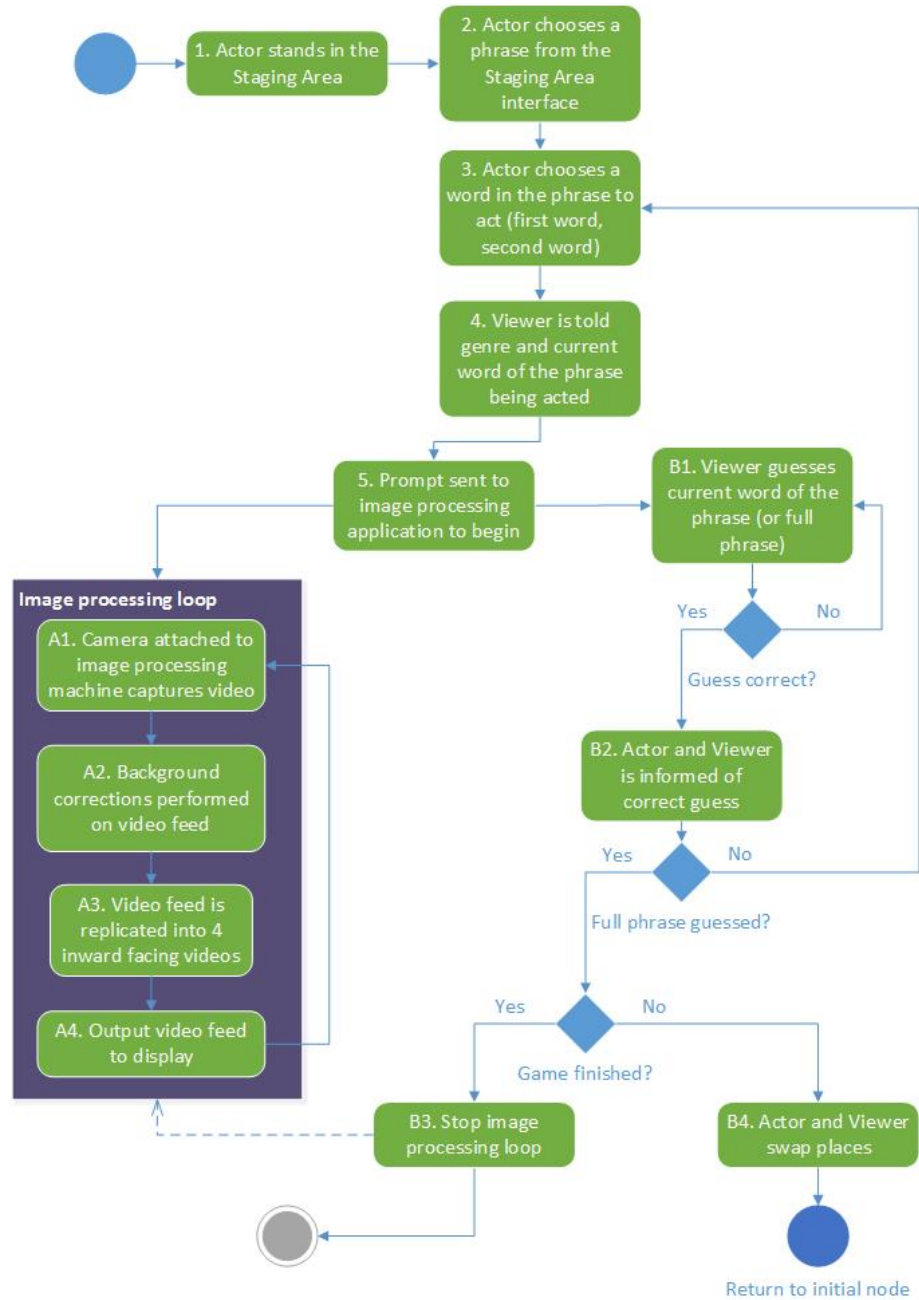 1. Actor stands in the
Staging Area
2. Actor chooses a
phrase from the
Staging Area
interface
3. Actor chooses a
word in the phrase to
act (first word,
second word)
4. Viewer is told
genre and current
word of the phrase
being acted
5. Prompt sent to
image processing
application to begin
B1. Viewer guesses
current word of the
phrase (or full
phrase)
Image processing loop
A1. Camera attached to
image processing
machine captures video
A2. Background
corrections performed
on video feed
A3. Video feed is
replicated into 4
inward facing videos
A4. Output video feed
to display
Yes
No
Guess correct?
B2. Actor and Viewer
is informed of
correct guess
Yes
No
Full phrase guessed?
Yes
No
Game finished?
B3. Stop image
processing loop
B4. Actor and Viewer
swap places
Return to initial node